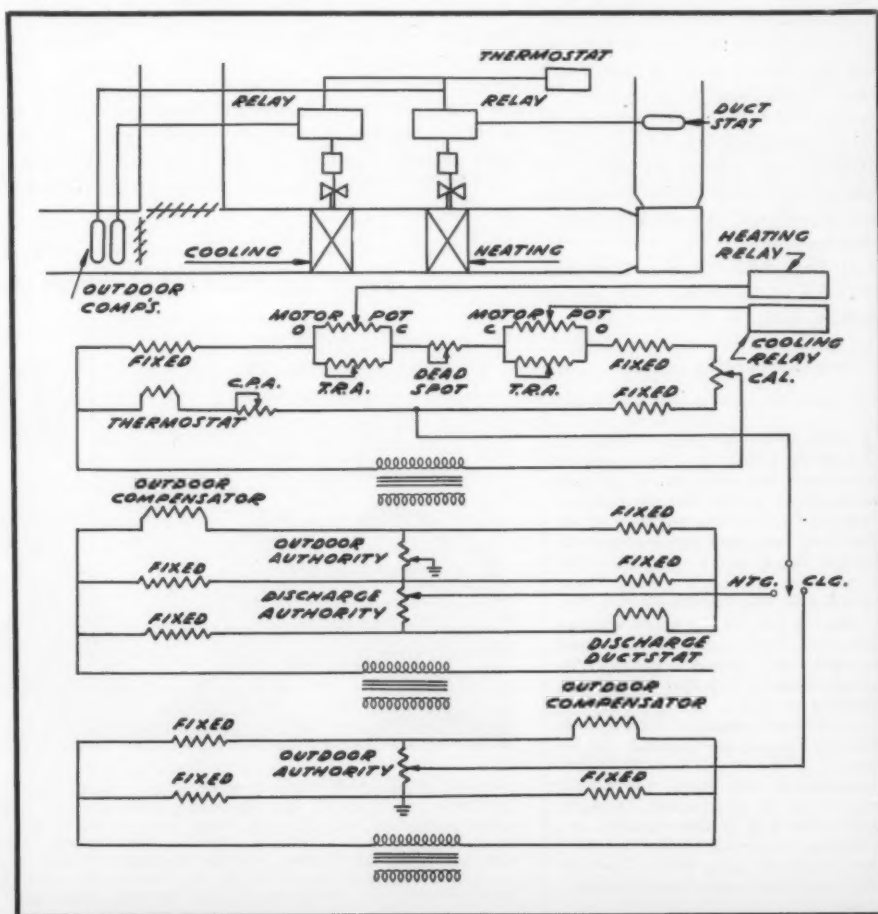 THERMOSTAT
RELAY
RELAY
DUCT
STAT
COOLING
HEATING
OUTDOOR
COMP'S.
HEATING
RELAY
COOLING
RELAY
MOTOR POT
O C
MOTOR POT
C O
FIXED
T.R.A.
DEAD
SPOT
T.R.A.
FIXED
CAL.
C.P.A.
THERMOSTAT
FIXED
OUTDOOR
COMPENSATOR
FIXED
OUTDOOR
AUTHORITY
FIXED
FIXED
DISCHARGE
AUTHORITY
HTG. CLG.
FIXED
DISCHARGE
DUCTSTAT
OUTDOOR
COMPENSATOR
FIXED
OUTDOOR
AUTHORITY
FIXED
FIXED